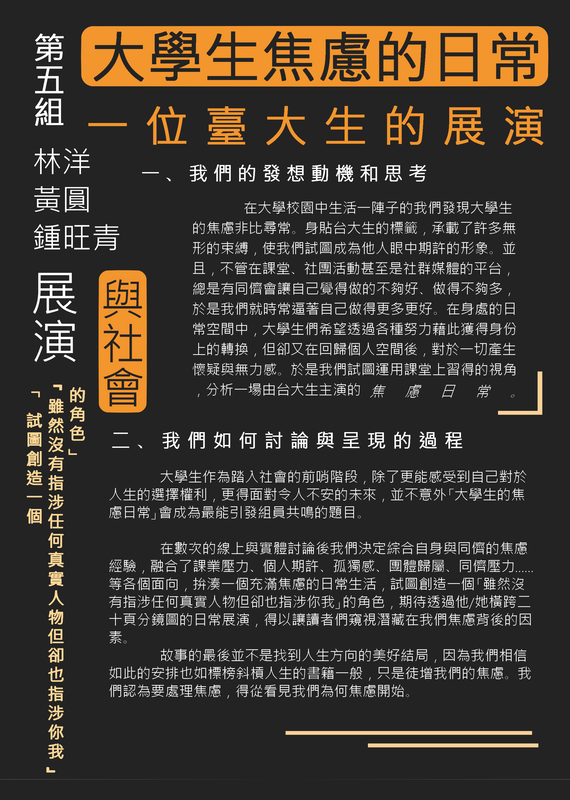 第五組
大學生焦慮的日常
一位臺大生的展演
林洋
黃圓
鍾旺青
展演
與社會
「試圖創造一個
『雖然沒有指涉任何真實人物但卻也指涉你我』
的角色」
一、我們的發想動機和思考
在大學校園中生活一陣子的我們發現大學生
的焦慮非比尋常。身貼台大生的標籤，承載了許多無
形的束縛，使我們試圖成為他人眼中期許的形象。並
且，不管在課堂、社團活動甚至是社群媒體的平台，
總是有同儕會讓自己覺得做的不夠好、做得不夠多，
於是我們就時常逼著自己做得更多更好。在身處的日
常空間中，大學生們希望透過各種努力藉此獲得身份
上的轉換，但卻又在回歸個人空間後，對於一切產生
懷疑與無力感。於是我們試圖運用課堂上習得的視角
，分析一場由台大生主演的 焦慮日常。
二、我們如何討論與呈現的過程
大學生作為踏入社會的前哨階段，除了更能感受到自己對於
人生的選擇權利，更得面對令人不安的未來，並不意外「大學生的焦
慮日常」會成為最能引發組員共鳴的題目。
在數次的線上與實體討論後我們決定綜合自身與同儕的焦慮
經驗，融合了課業壓力、個人期許、孤獨感、團體歸屬、同儕壓力......
等各個面向，拚湊一個充滿焦慮的日常生活，試圖創造一個「雖然沒
有指涉任何真實人物但卻也指涉你我」的角色，期待透過他/她橫跨二
十頁分鏡圖的日常展演，得以讓讀者們窺視潛藏在我們焦慮背後的因
素。
故事的最後並不是找到人生方向的美好結局，因為我們相信
如此的安排也如標榜斜槓人生的書籍一般，只是徒增我們的焦慮。我
們認為要處理焦慮，得從看見我們為何焦慮開始。